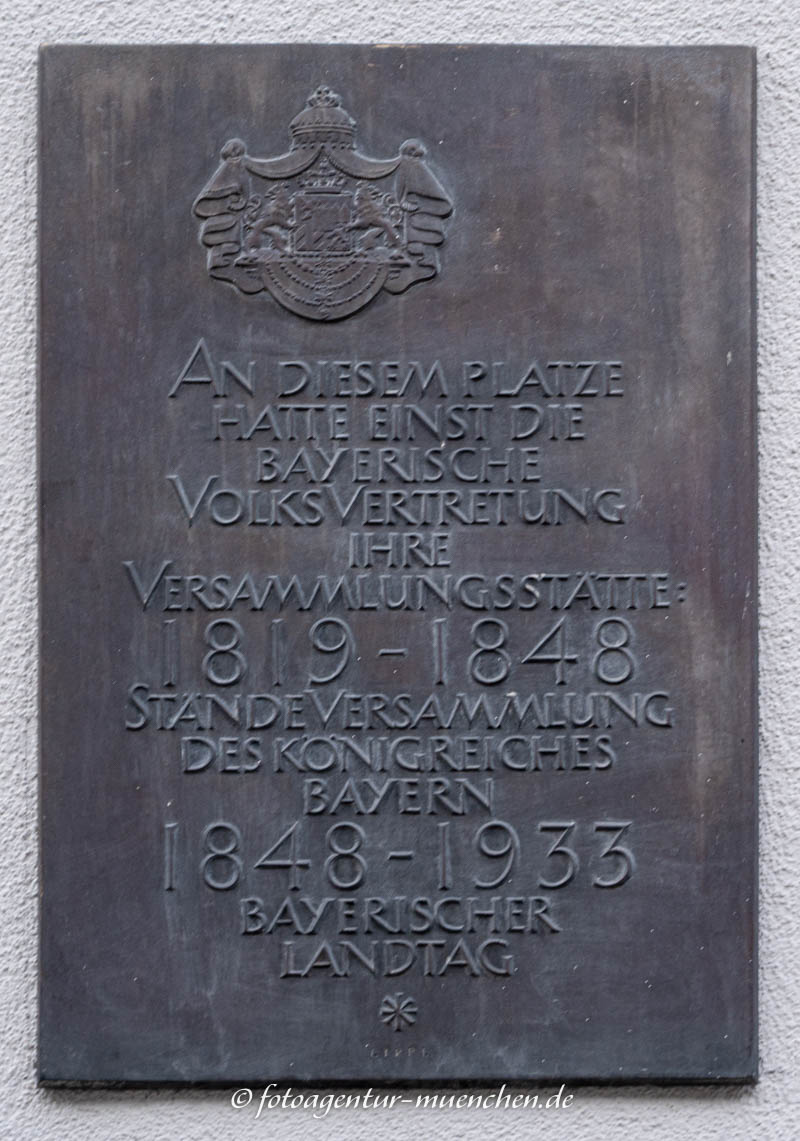 AN DIESEM PLATZE
HATTE EINST DIE
BAYERISCHE
VOLKSVERTRETUNG
IHRE
VERSAMMLUNGSSTÄTTE:
1819 - 1848
STÄNDEVERSAMMLUNG
DES KÖNIGREICHES
BAYERN
1848 - 1933
BAYERISCHER
LANDTAG
© fotoagentur-muenchen.de